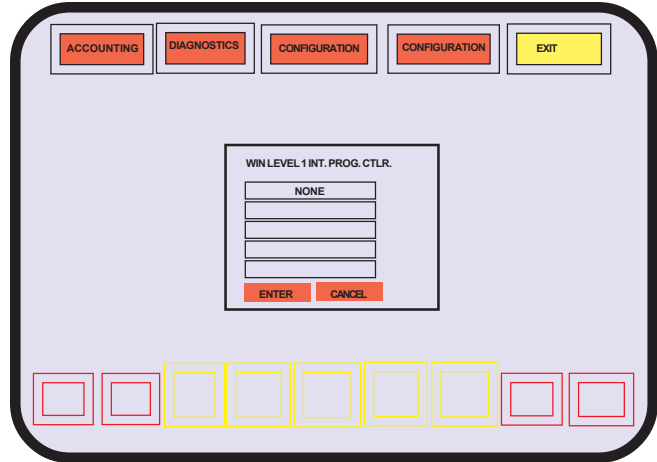 ACCOUNTING
DIAGNOSTICS
CONFIGURATION
CONFIGURATION
EXIT
WIN LEVEL 1 INT. PROG. CTLR.
NONE
ENTER CANCEL